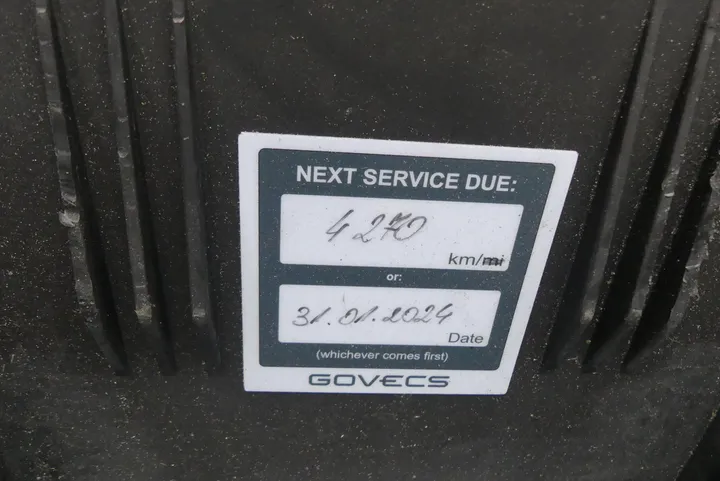 NEXT SERVICE DUE:
4270
km/mi
or:
31.01.2024
Date
(whichever comes first)
GOVECS